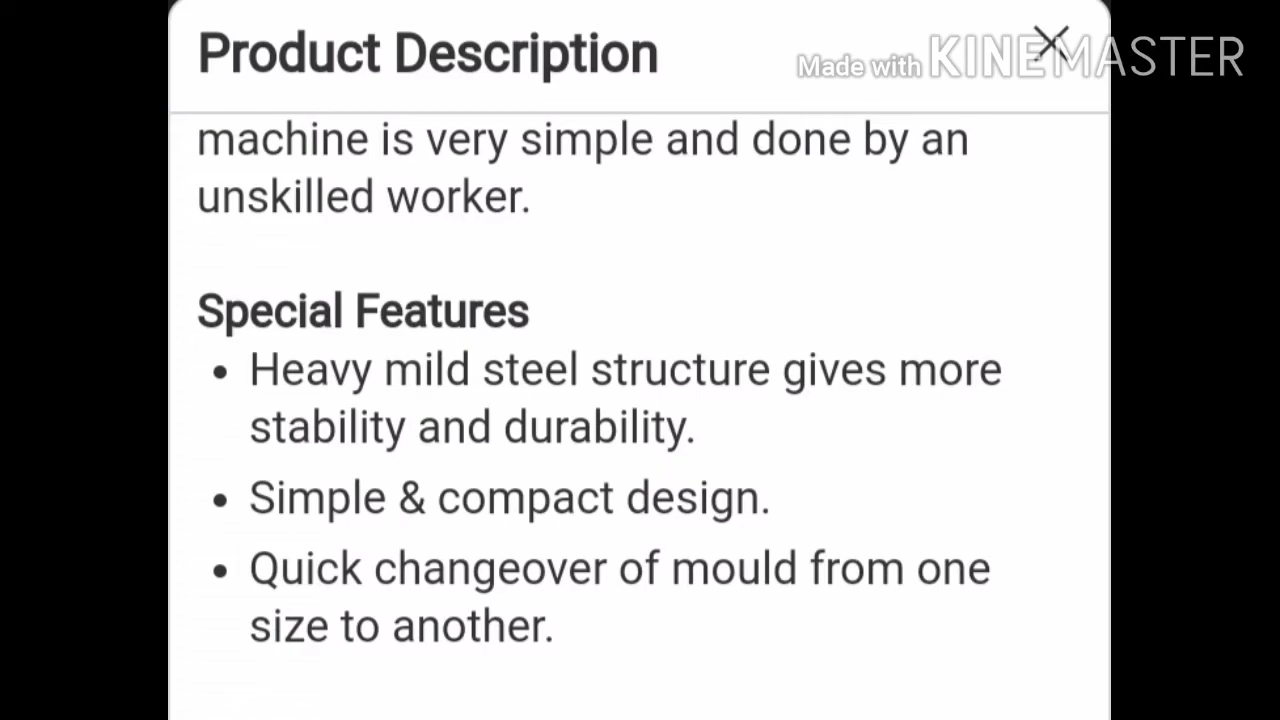 Product Description
Made with KINEMASTER
machine is very simple and done by an
unskilled worker.
Special Features
• Heavy mild steel structure gives more
stability and durability.
• Simple & compact design.
• Quick changeover of mould from one
size to another.